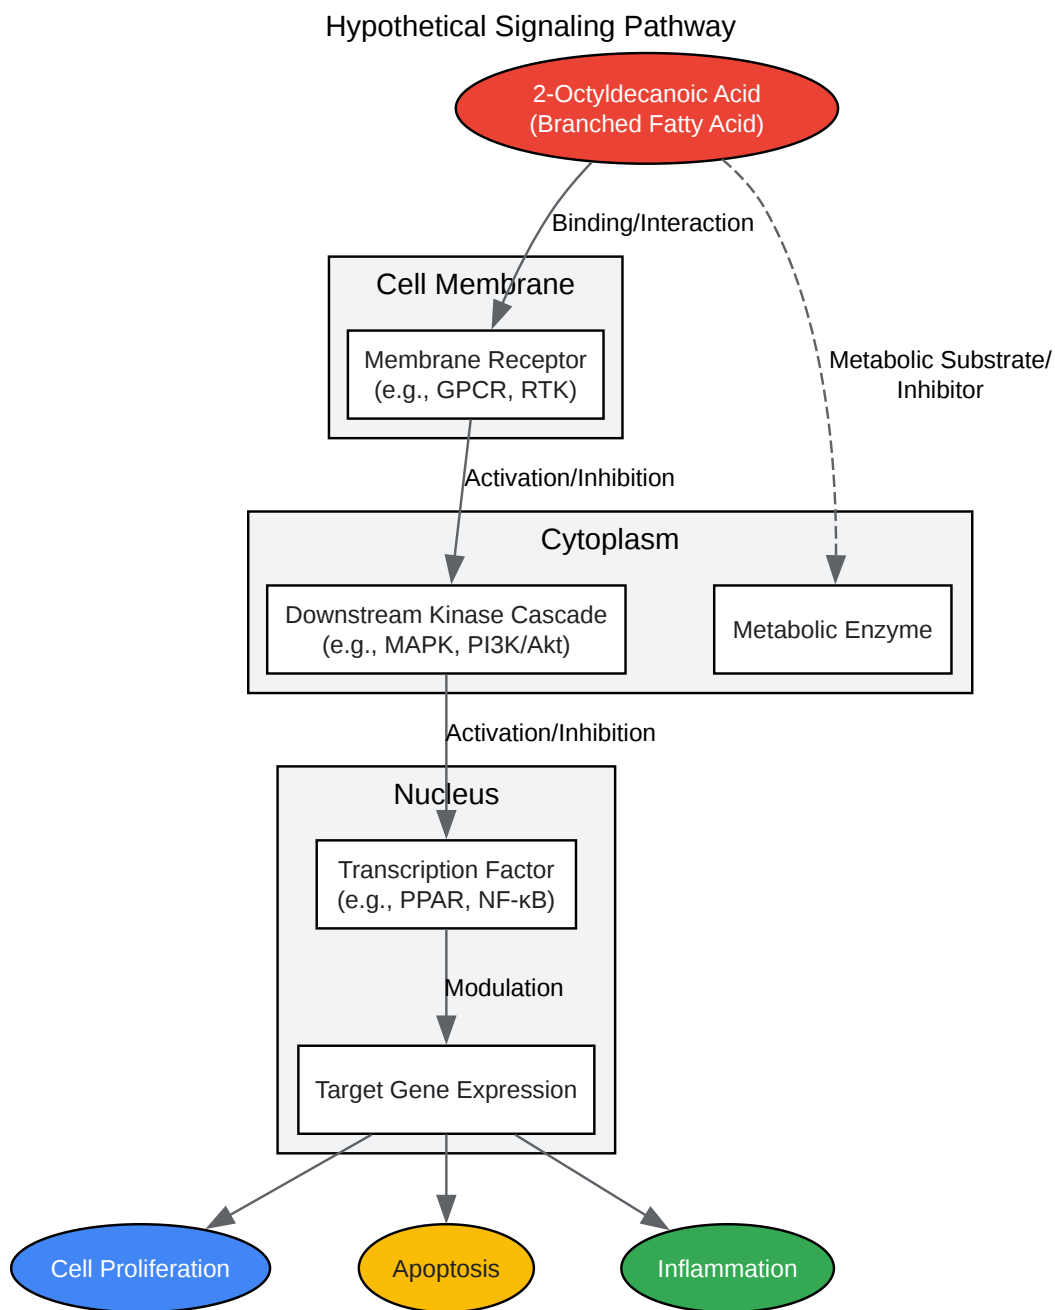 Hypothetical Signaling Pathway
2-Octyldecanoic Acid
(Branched Fatty Acid)
Binding/Interaction
Cell Membrane
Membrane Receptor
(e.g., GPCR, RTK)
Metabolic Substrate/
Inhibitor
Activation/Inhibition
Cytoplasm
Downstream Kinase Cascade
(e.g., MAPK, PI3K/Akt)
Metabolic Enzyme
Activation/Inhibition
Nucleus
Transcription Factor
(e.g., PPAR, NF-κB)
Modulation
Target Gene Expression
Cell Proliferation
Apoptosis
Inflammation